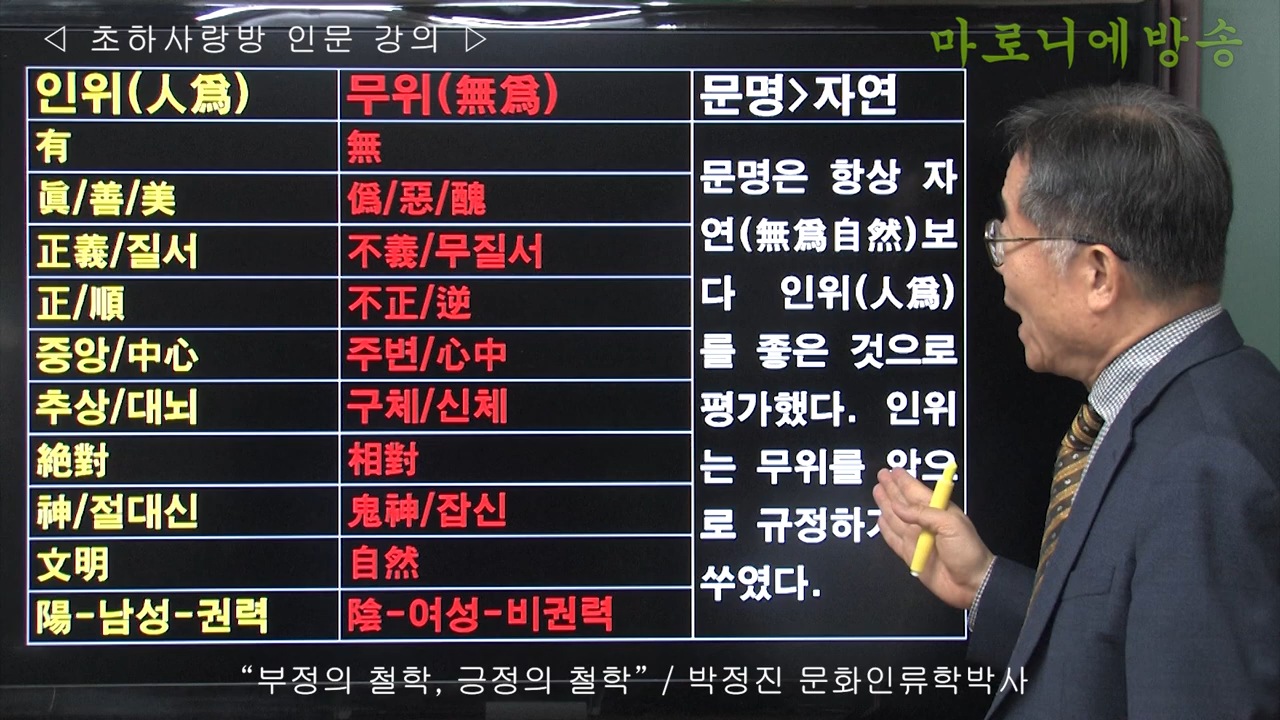 ◁ 초하사랑방 인문 강의 ▷
마로니에방송
인위(人爲) 무위(無爲) 문명>자연
有 無
眞/善/美 僞/惡/醜
正義/질서 不義/무질서
正/順 不正/逆
중앙/中心 주변/心中
추상/대뇌 구체/신체
絶對 相對
神/절대신 鬼神/잡신
文明 自然
陽-남성-권력 陰-여성-비권력
문명은 항상 자
연(無爲自然)보
다 인위(人爲)
를 좋은 것으로
평가했다. 인위
는 무위를
로 규정하기
쑤였다.
“부정의 철학, 긍정의 철학” / 박정진 문화인류학박사